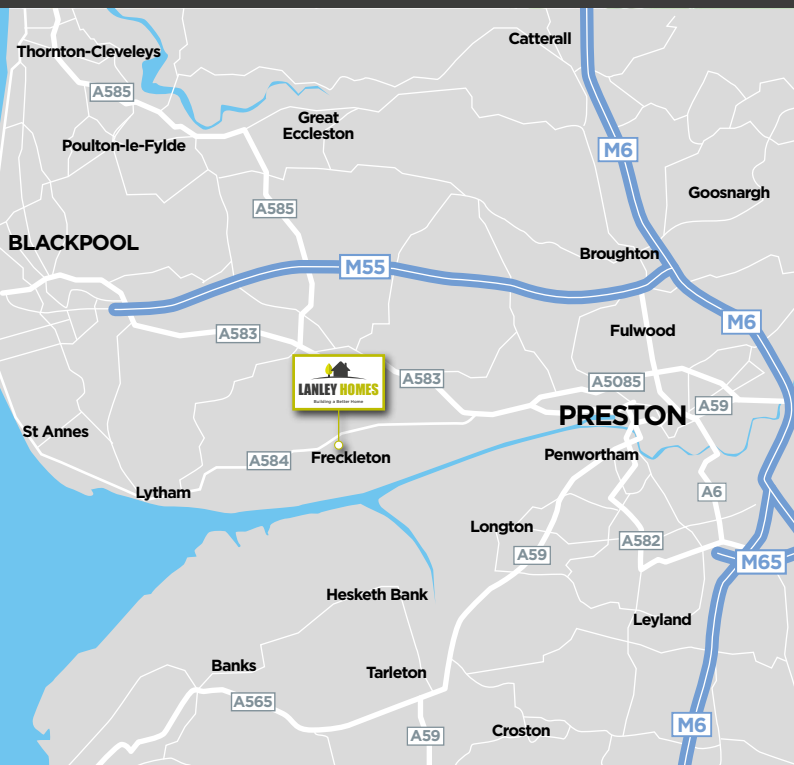 Catterall
Thornton-Cleveleys
A585
Great
Eccleston
Poulton-le-Fylde
M6
Goosnargh
A585
BLACKPOOL
Broughton
M55
M6
A583
Fulwood
LANLEY HOMES
Building a Better Home
A583
A5085
A59
PRESTON
St Annes
A584
Freckleton
Penwortham
Lytham
A6
Longton
A59
A582
M65
Hesketh Bank
Leyland
Banks
Tarleton
A565
A59
Croston
M6